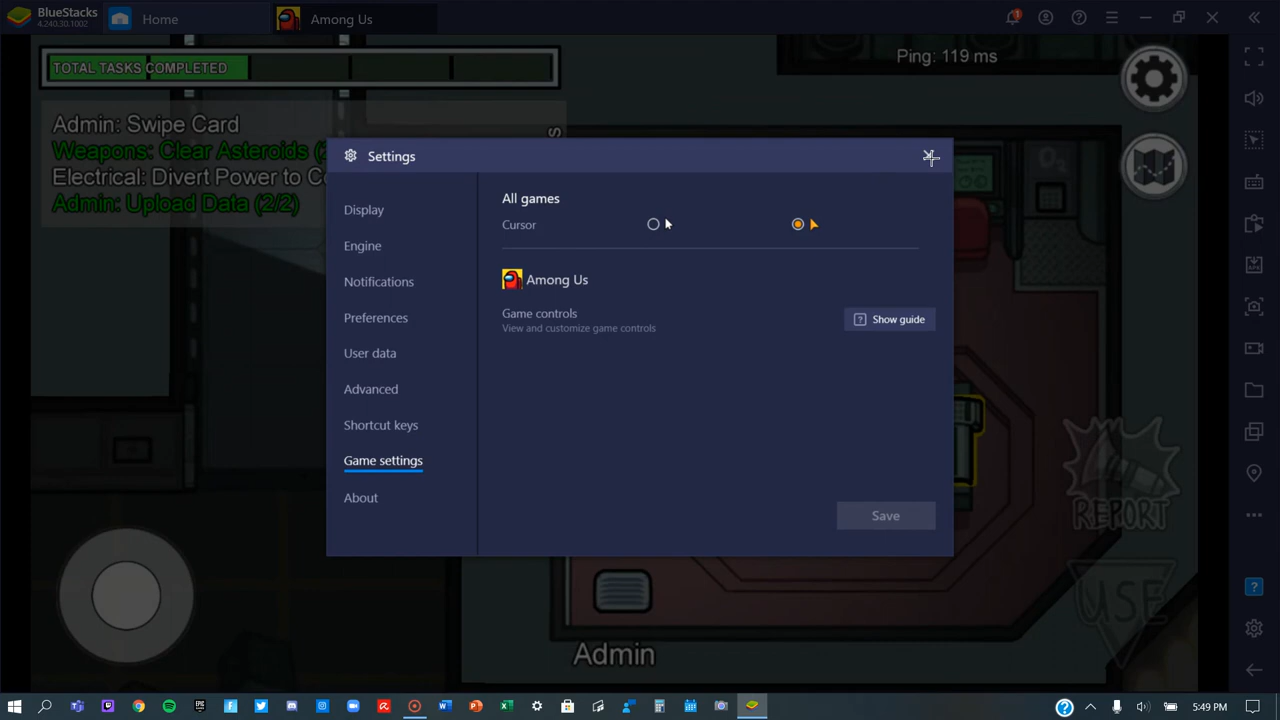 BlueStacks
4.240.30.1002
Home
Among Us
TOTAL TASKS COMPLETED
Ping: 119 ms
Admin: Swipe Card
Weapons: Clear Asteroids (2
Electrical: Divert Power to Co
Admin: Upload Data (2/2)
s
Settings
Display
Engine
Notifications
Preferences
User data
Advanced
Shortcut keys
Game settings
About
All games
Cursor
Among Us
Game controls
View and customize game controls
? Show guide
Save
REPORT
USE
Admin
5:49 PM